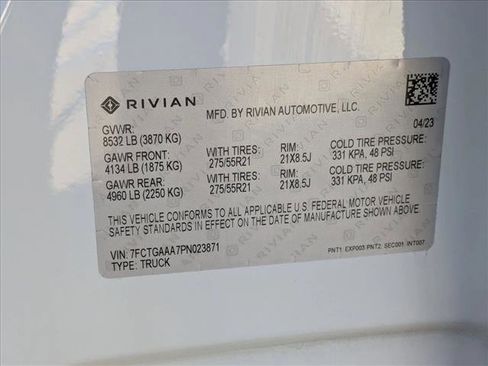 RIVIAN MFD. BY RIVIAN AUTOMOTIVE, LLC.
04/23
GVWR:
8532 LB (3870 KG)
GAWR FRONT WITH TIRES: RIM: COLD TIRE PRESSURE:
4134 LB (1875 KG) 275/55R21 21X8.5J 331 KPA, 48 PSI
GAWR REAR: WITH TIRES: RIM: COLD TIRE PRESSURE:
4960 LB (2250 KG) 275/55R21 21X8.5J 331 KPA, 48 PSI
THIS VEHICLE CONFORMS TO ALL APPLICABLE U.S. FEDERAL MOTOR VEHICLE
SAFETY STANDARDS IN EFFECT ON THE DATE OF MANUFACTURE SHOWN ABOVE.
VIN: 7FCTGAAA7PN023871
TYPE: TRUCK
PNT1: EXP003 PNT2: SEC001 INT007